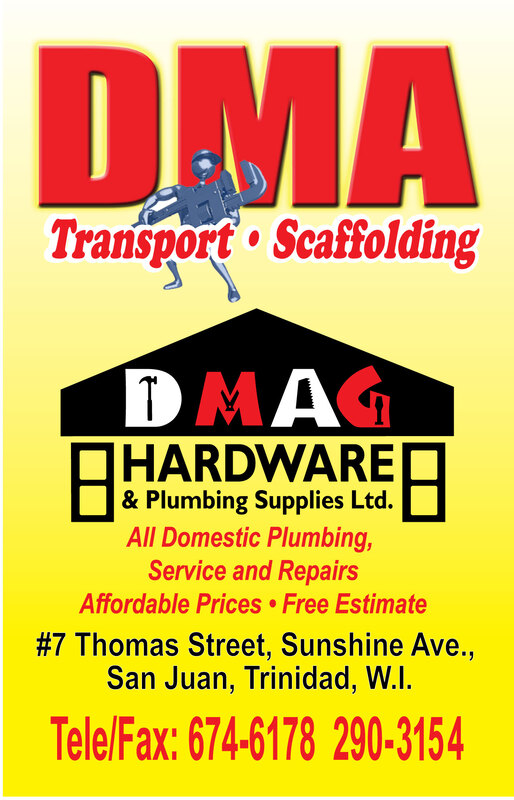 DMA
Transport • Scaffolding
DMAG
HARDWARE
& Plumbing Supplies Ltd.
All Domestic Plumbing,
Service and Repairs
Affordable Prices • Free Estimate
#7 Thomas Street, Sunshine Ave.,
San Juan, Trinidad, W.I.
Tele/Fax: 674-6178 290-3154